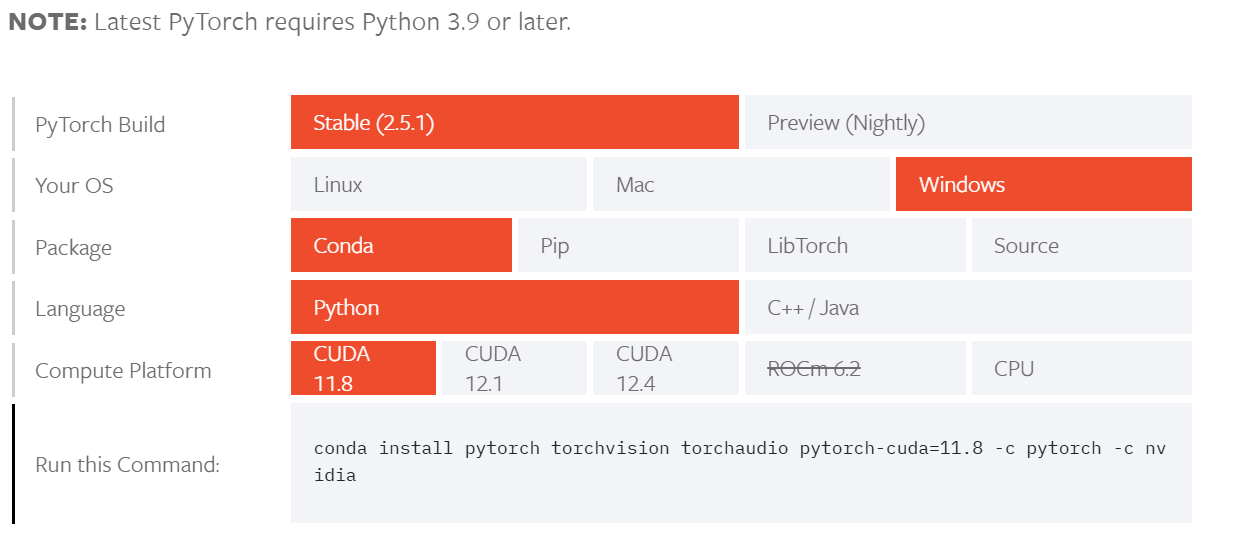 NOTE: Latest PyTorch requires Python 3.9 or later.
PyTorch Build
Stable (2.5.1)
Preview (Nightly)
Your OS
Linux
Mac
Windows
Package
Conda
Pip
LibTorch
Source
Language
Python
C++ / Java
Compute Platform
CUDA
11.8
CUDA
12.1
CUDA
12.4
ROCm 6.2
CPU
Run this Command:
conda install pytorch torchvision torchaudio pytorch-cuda=11.8 -c pytorch -c nv
idia